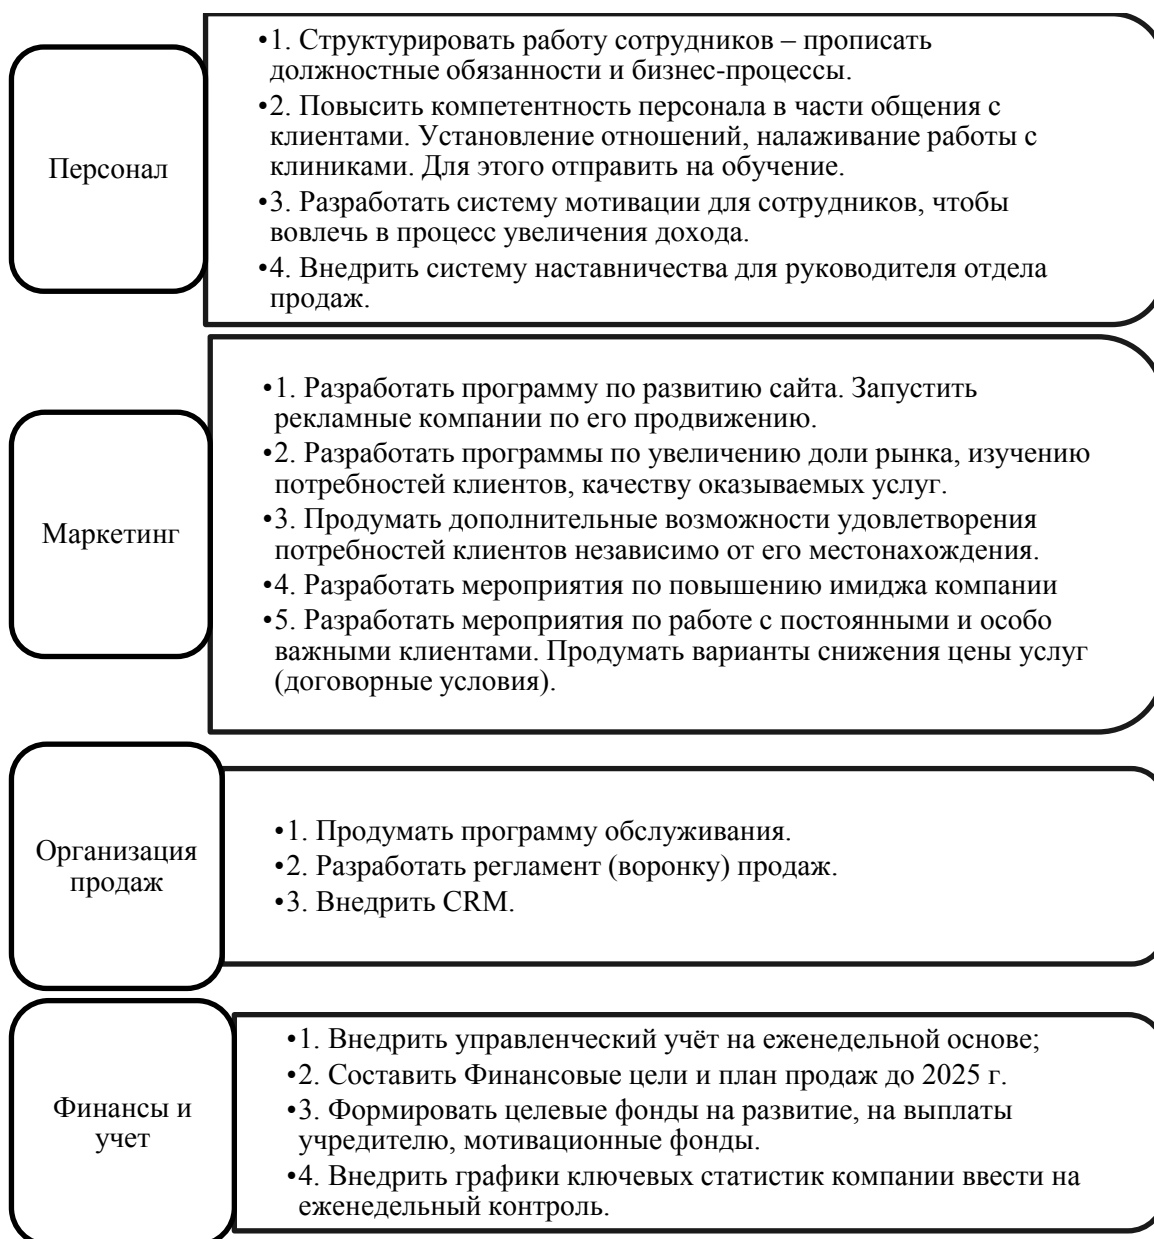 Персонал
•1. Структурировать работу сотрудников – прописать
должностные обязанности и бизнес-процессы.
•2. Повысить компетентность персонала в части общения с
клиентами. Установление отношений, налаживание работы с
клиниками. Для этого отправить на обучение.
•3. Разработать систему мотивации для сотрудников, чтобы
вовлечь в процесс увеличения дохода.
•4. Внедрить систему наставничества для руководителя отдела
продаж.
Маркетинг
•1. Разработать программу по развитию сайта. Запустить
рекламные компании по его продвижению.
•2. Разработать программы по увеличению доли рынка, изучению
потребностей клиентов, качеству оказываемых услуг.
•3. Продумать дополнительные возможности удовлетворения
потребностей клиентов независимо от его местонахождения.
•4. Разработать мероприятия по повышению имиджа компании
•5. Разработать мероприятия по работе с постоянными и особо
важными клиентами. Продумать варианты снижения цены услуг
(договорные условия).
Организация
продаж
•1. Продумать программу обслуживания.
•2. Разработать регламент (воронку) продаж.
•3. Внедрить CRM.
Финансы и
учет
•1. Внедрить управленческий учёт на еженедельной основе;
•2. Составить Финансовые цели и план продаж до 2025 г.
•3. Формировать целевые фонды на развитие, на выплаты
учредителю, мотивационные фонды.
•4. Внедрить графики ключевых статистик компании ввести на
еженедельный контроль.